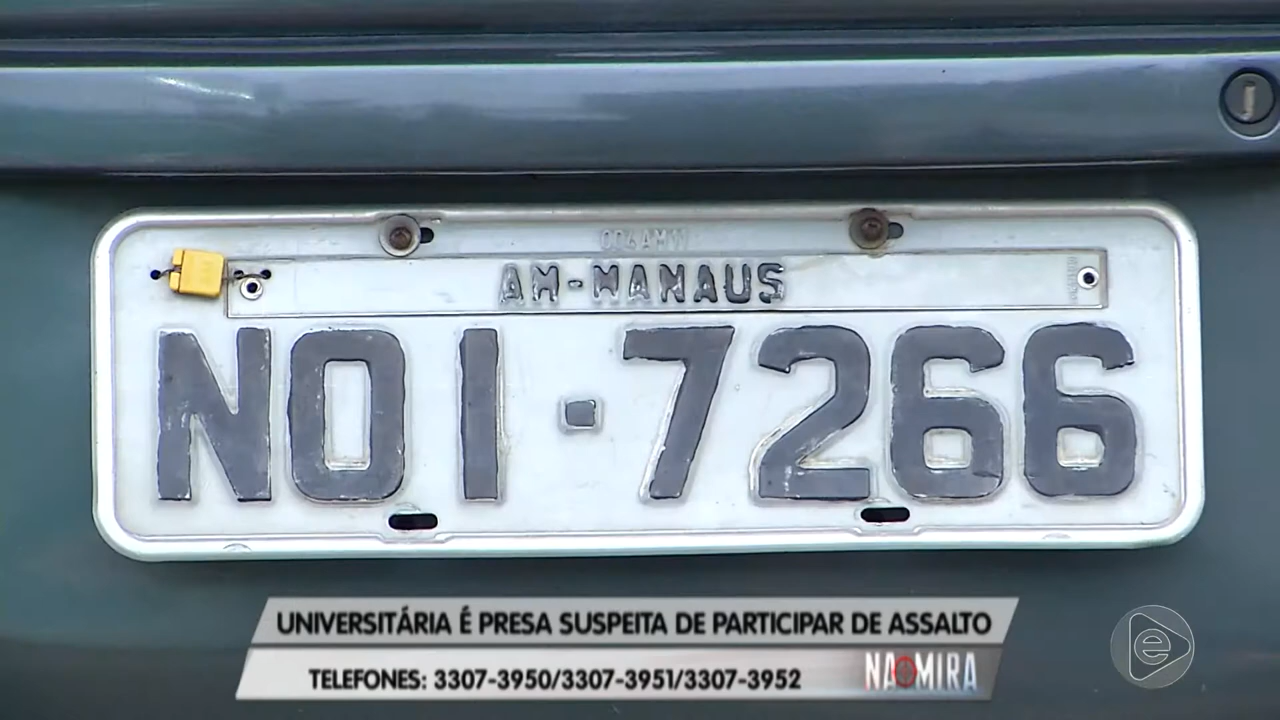 004AM11
AM-MANAUS
NOI·7266
UNIVERSITÁRIA É PRESA SUSPEITA DE PARTICIPAR DE ASSALTO
TELEFONES: 3307-3950/3307-3951/3307-3952
NA MIRA
e